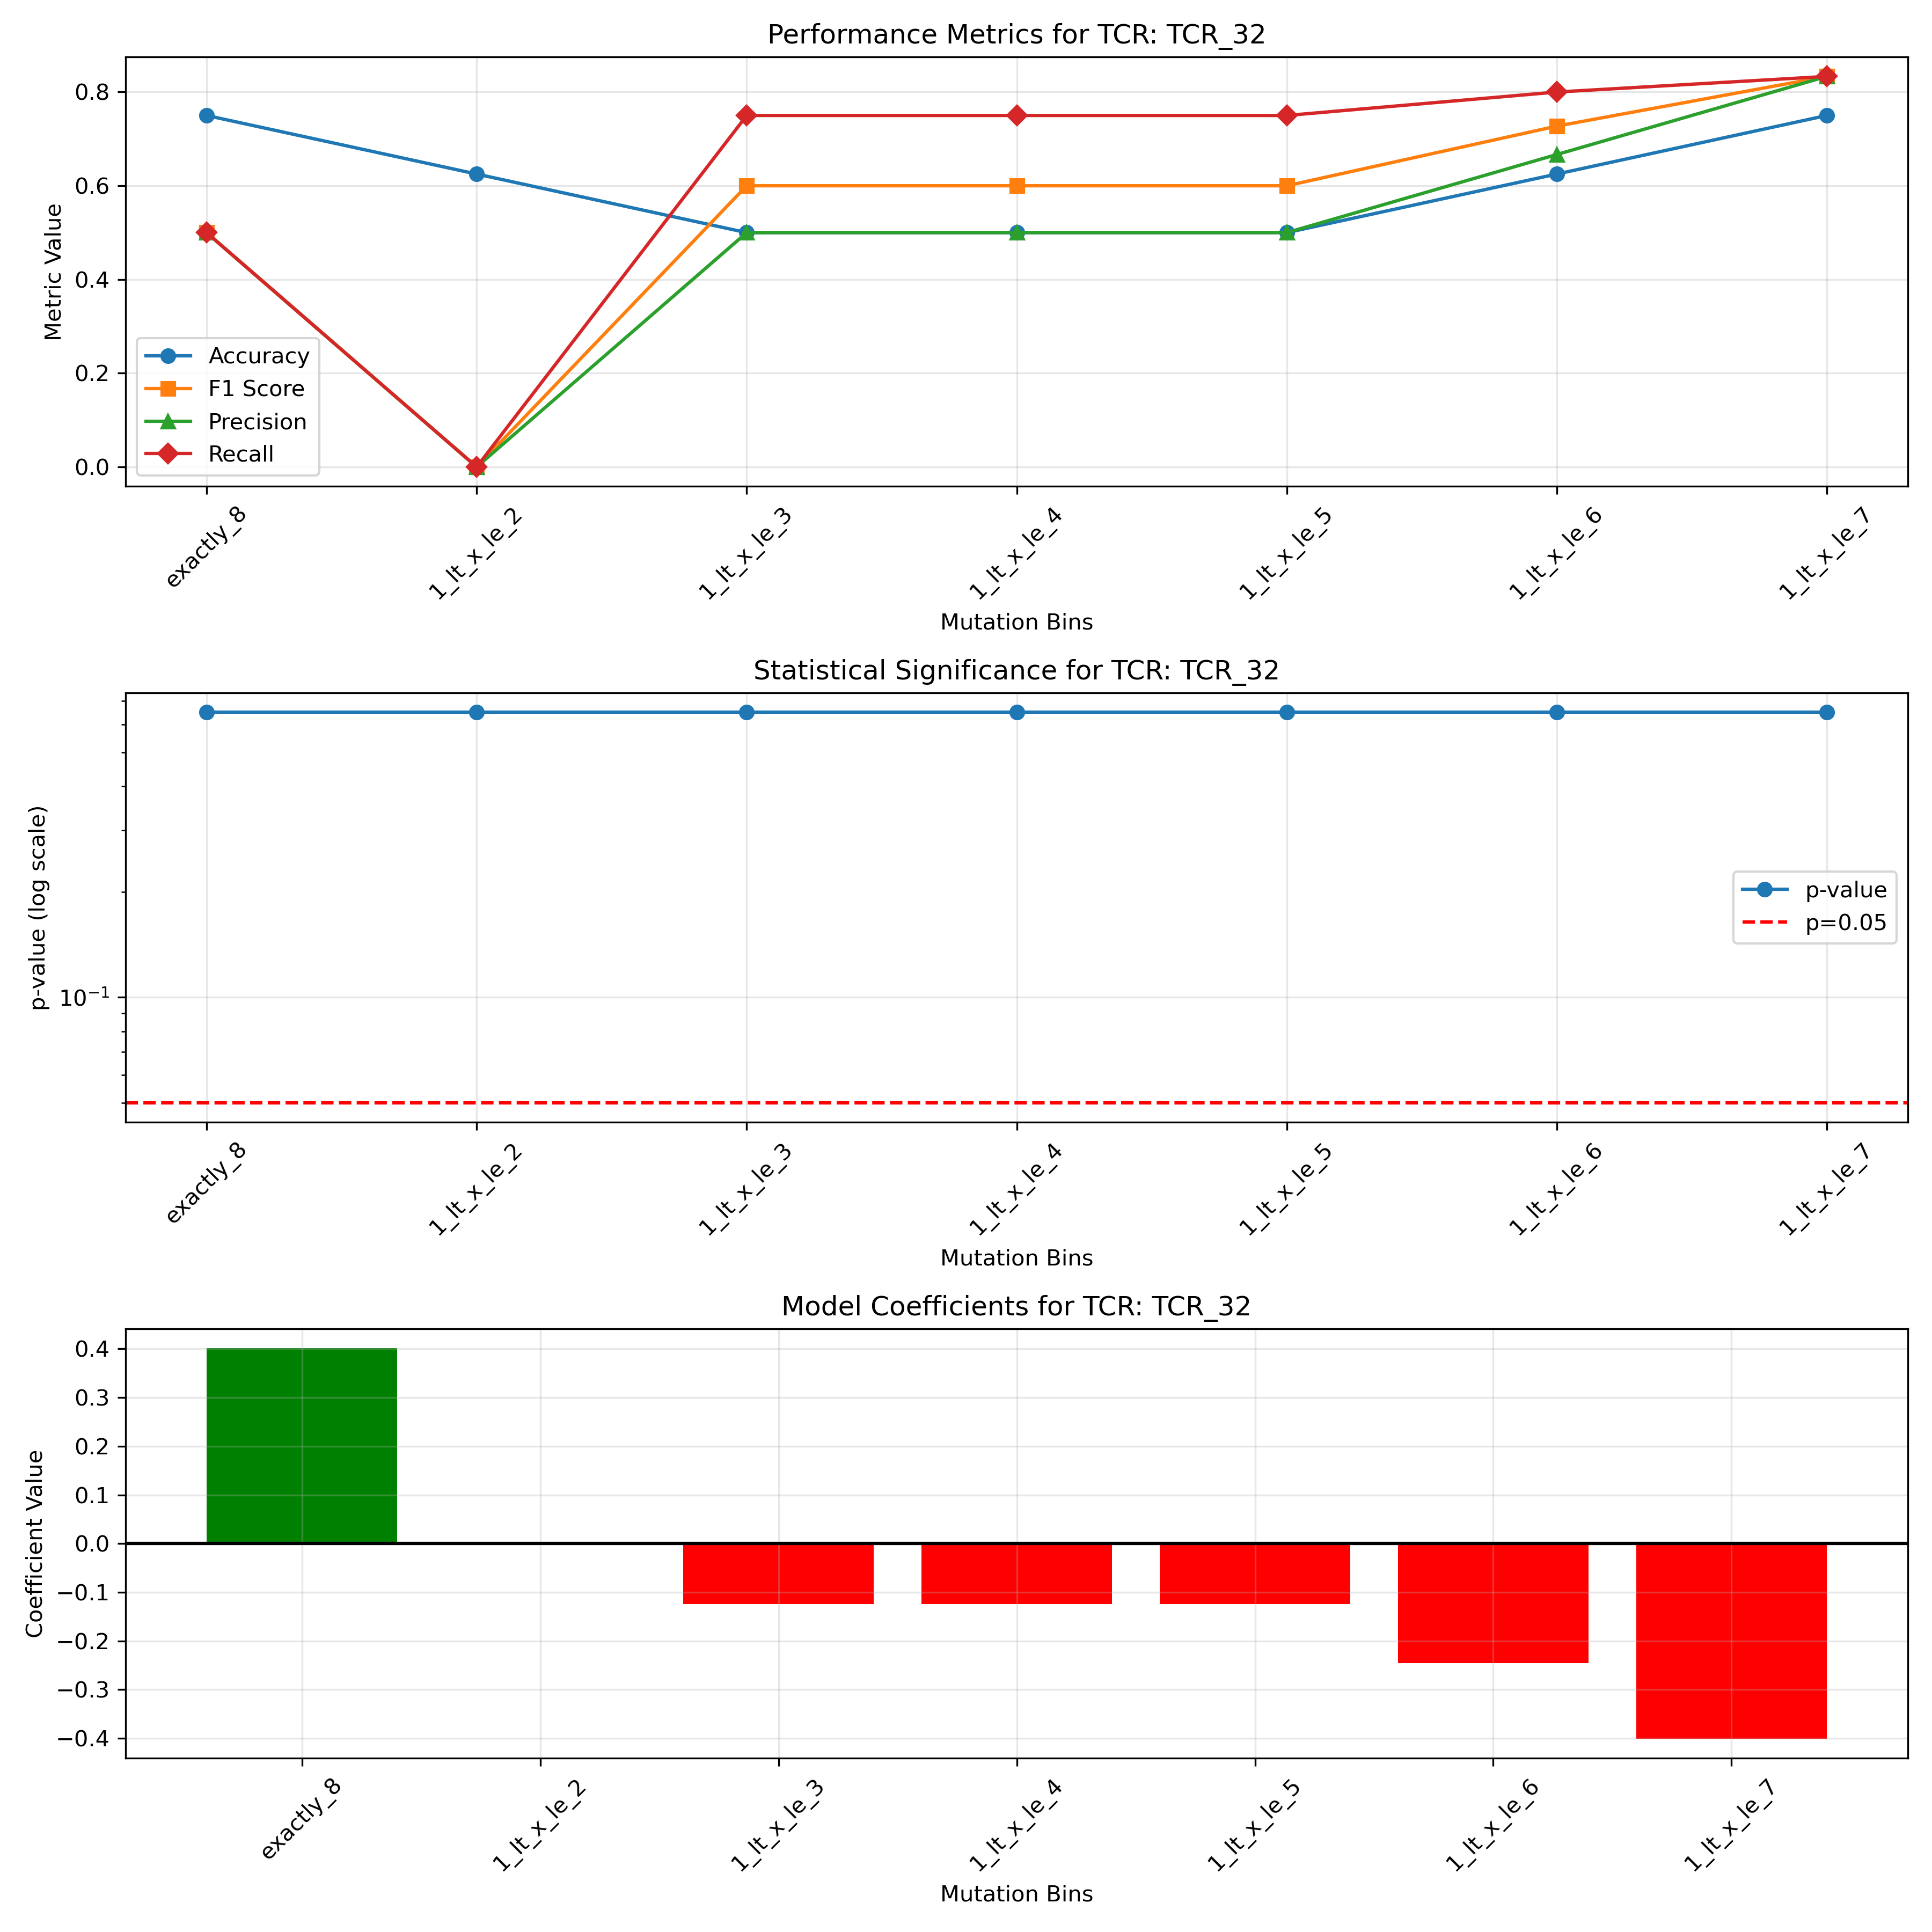 Performance Metrics for TCR: TCR_32
Metric Value
0.8
0.6
0.4
0.2
0.0
Accuracy
F1 Score
Precision
Recall
exactly_8
1_lt_x_le_2
1_lt_x_le_3
1_lt_x_le_4
1_lt_x_le_5
1_lt_x_le_6
1_lt_x_le_7
Mutation Bins
Statistical Significance for TCR: TCR_32
p-value (log scale)
10⁻¹
p-value
p=0.05
exactly_8
1_lt_x_le_2
1_lt_x_le_3
1_lt_x_le_4
1_lt_x_le_5
1_lt_x_le_6
1_lt_x_le_7
Mutation Bins
Model Coefficients for TCR: TCR_32
Coefficient Value
0.4
0.3
0.2
0.1
0.0
−0.1
−0.2
−0.3
−0.4
exactly_8
1_lt_x_le_2
1_lt_x_le_3
1_lt_x_le_4
1_lt_x_le_5
1_lt_x_le_6
1_lt_x_le_7
Mutation Bins